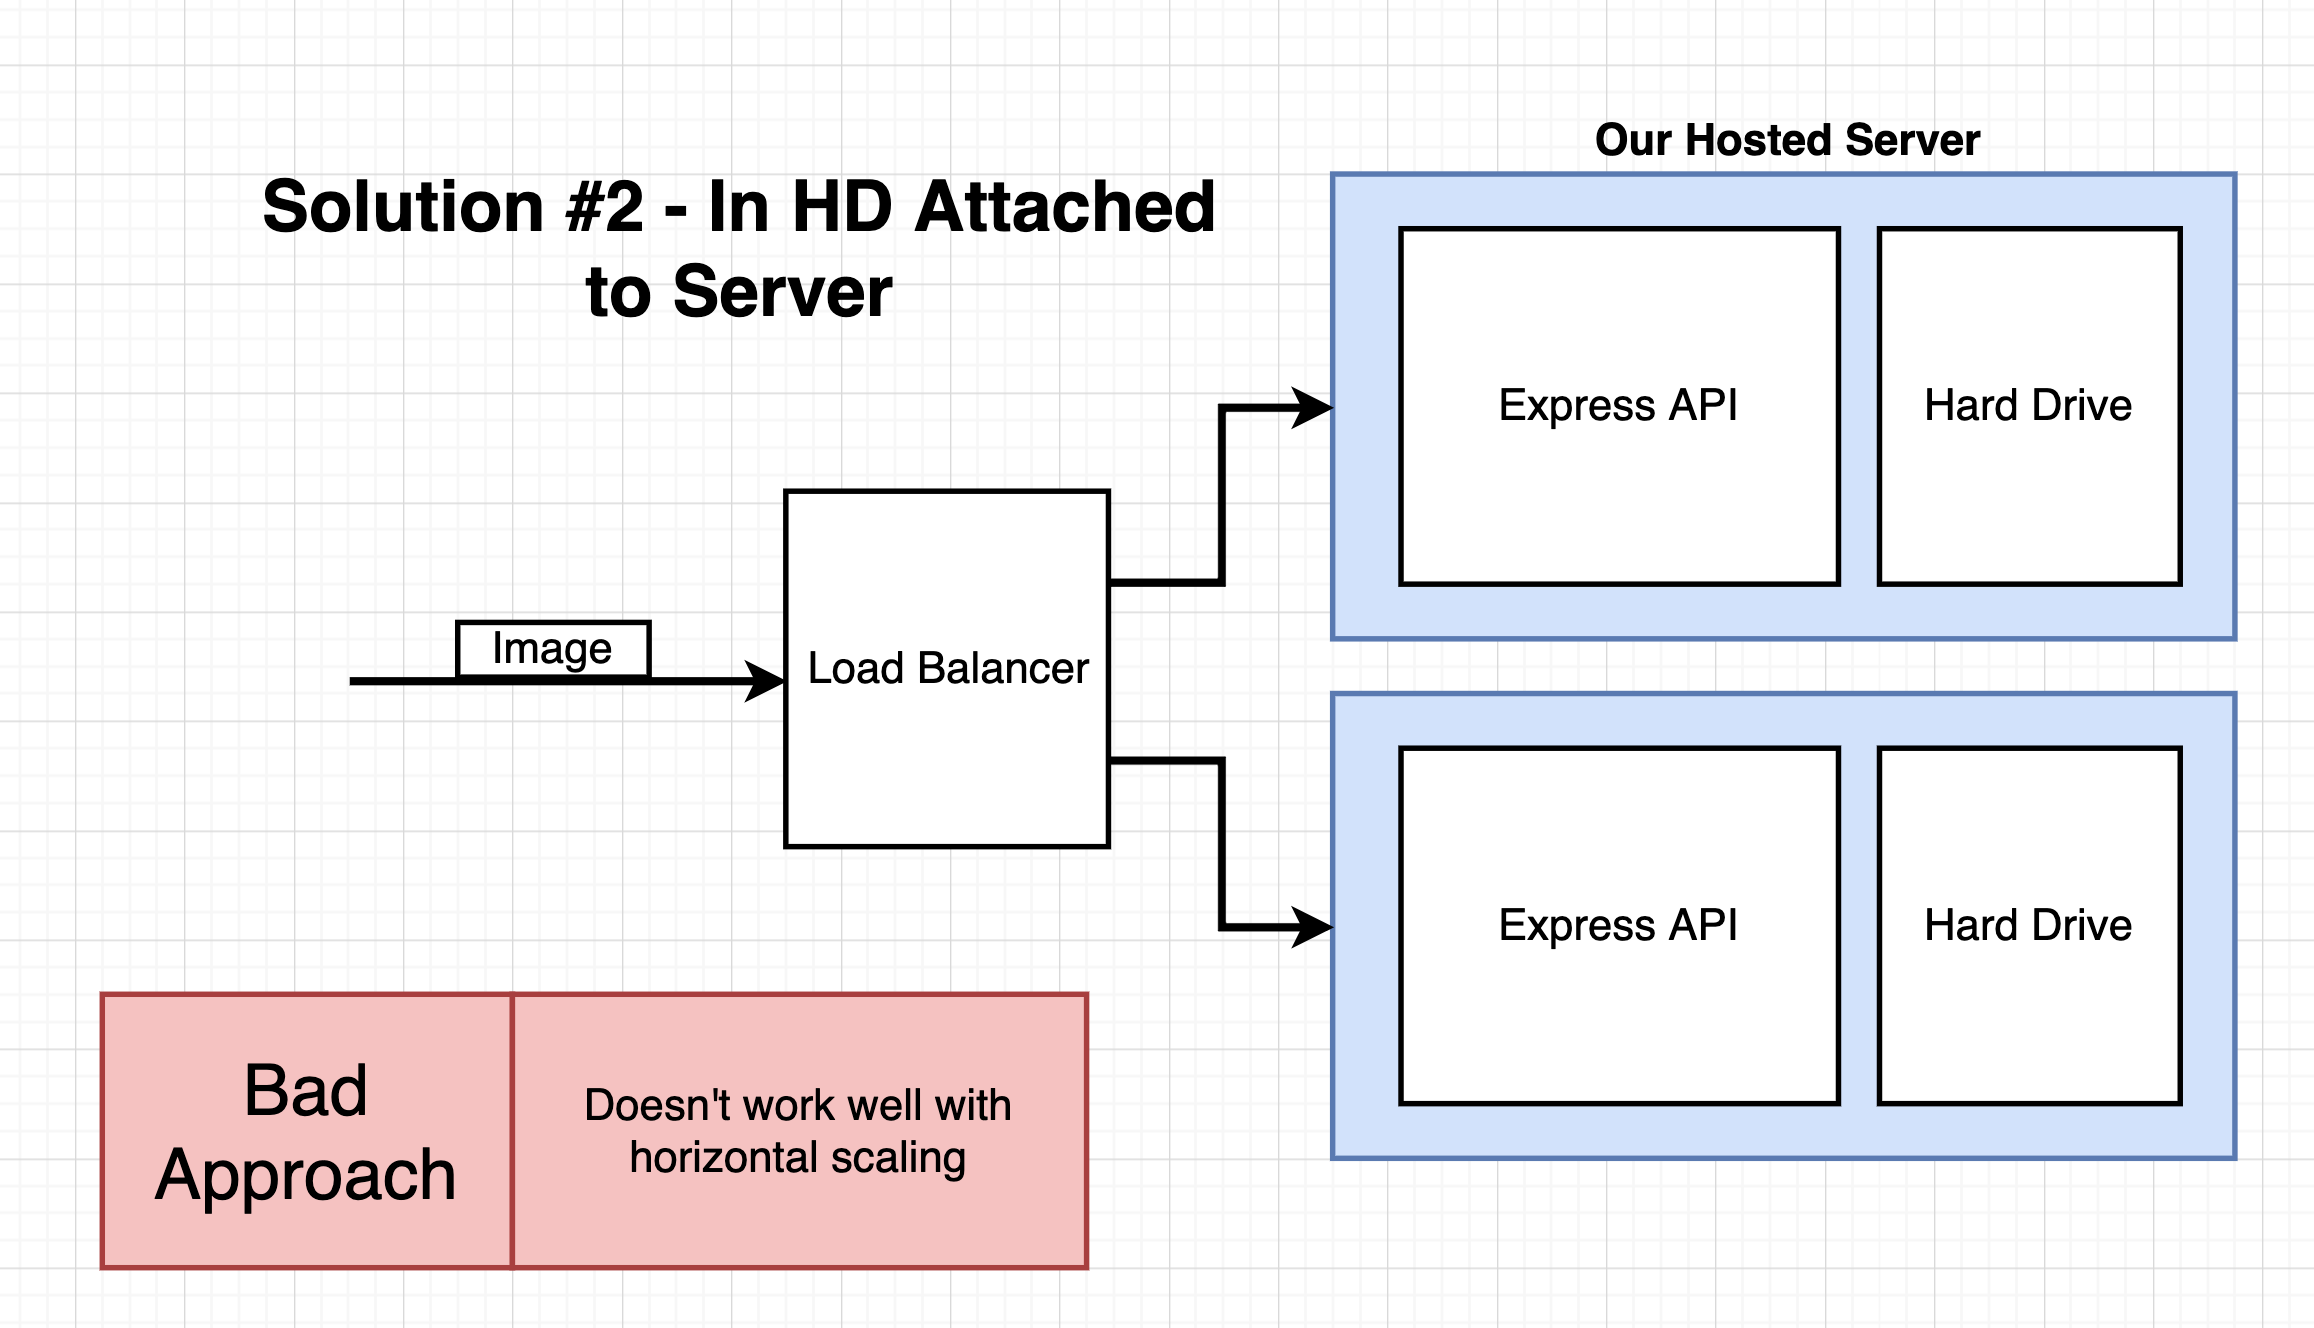 Our Hosted Server
Solution #2 - In HD Attached
to Server
Express API
Hard Drive
Image
Load Balancer
Express API
Hard Drive
Bad
Approach
Doesn't work well with
horizontal scaling